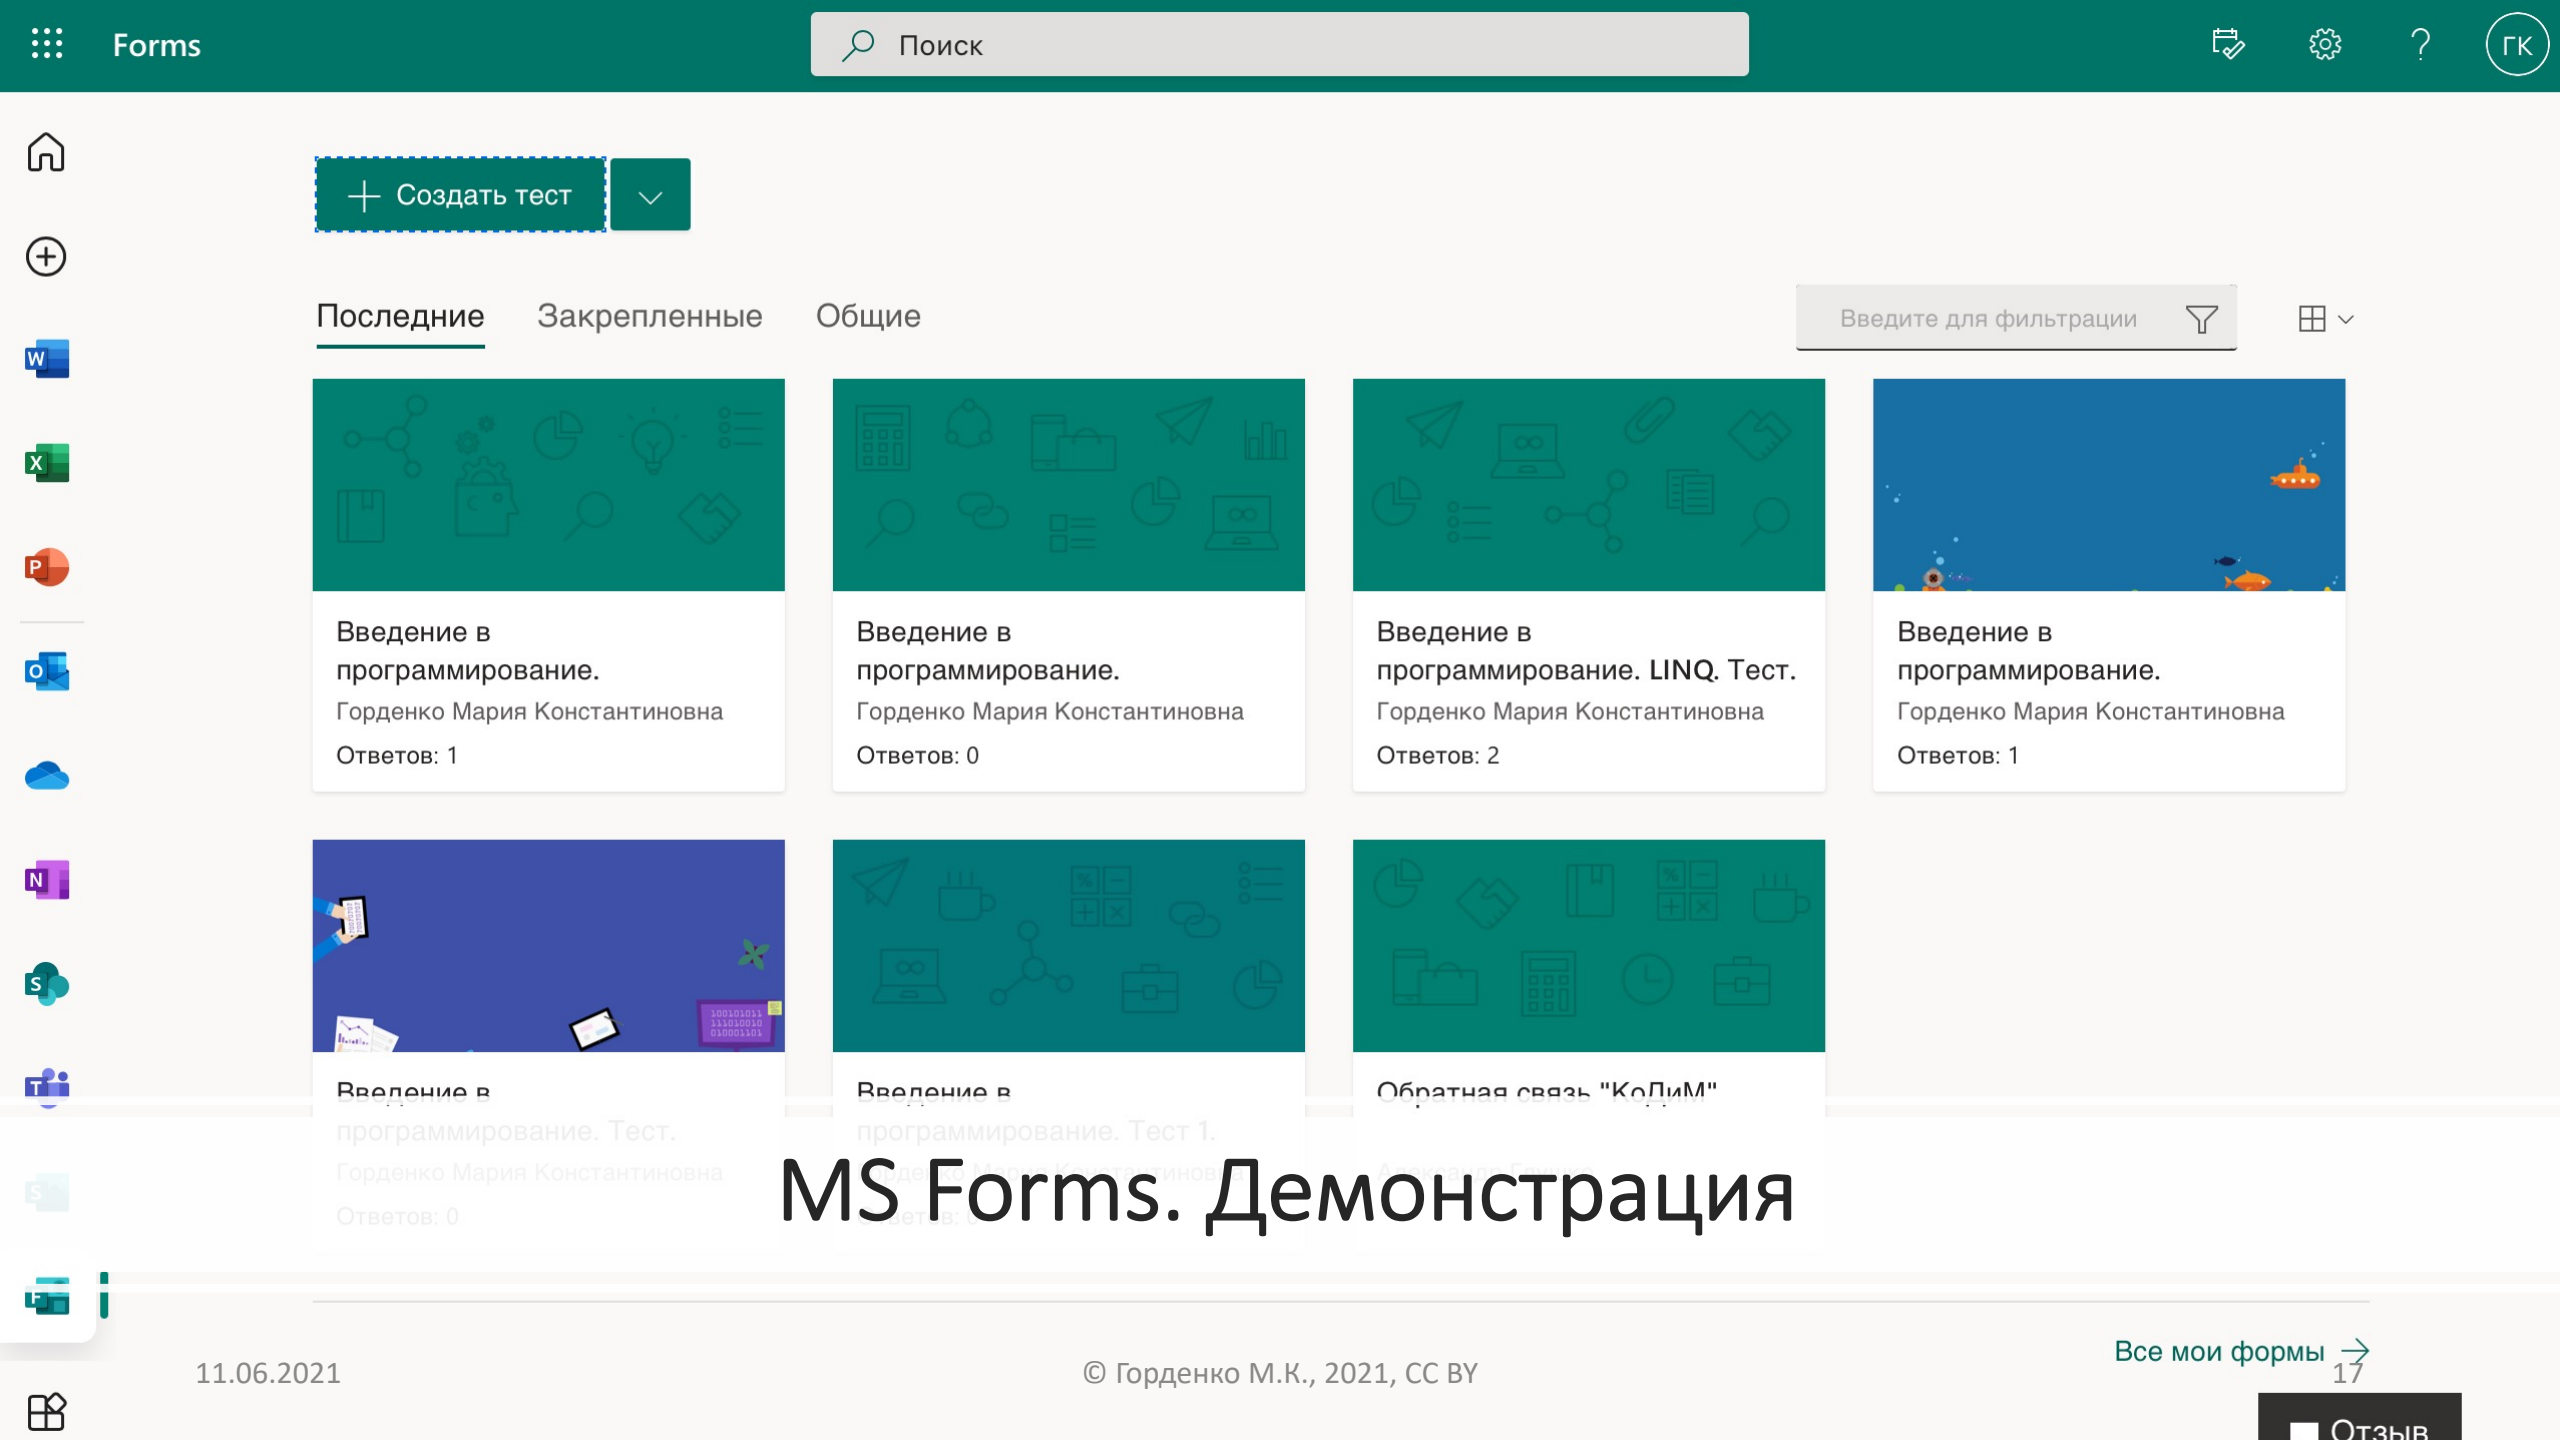 Forms
Поиск
ГК
Создать тест
Последние
Закрепленные
Общие
Введите для фильтрации
Введение в
программирование.
Горденко Мария Константиновна
Ответов: 1
Введение в
программирование.
Горденко Мария Константиновна
Ответов: 0
Введение в
программирование. LINQ. Тест.
Горденко Мария Константиновна
Ответов: 2
Введение в
программирование.
Горденко Мария Константиновна
Ответов: 1
Введение в
программирование. Тест.
Горденко Мария Константиновна
Ответов: 0
Введение в
программирование. Тест 1.
Обратная связь "КоДиМ"
MS Forms. Демонстрация
Все мои формы
11.06.2021
© Горденко М.К., 2021, CC BY
17
Отзыв